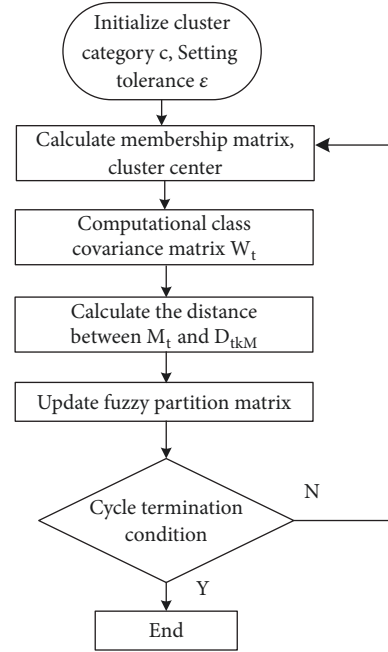 Initialize cluster
category c, Setting
tolerance ε
Calculate membership matrix,
cluster center
Computational class
covariance matrix Wₜ
Calculate the distance
between Mₜ and DₜₖM
Update fuzzy partition matrix
Cycle termination
condition
N
Y
End